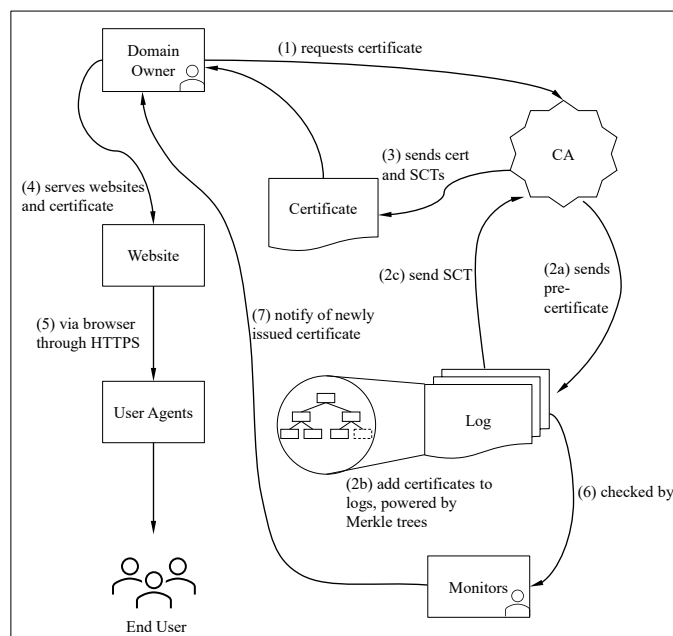 Domain
Owner
(1) requests certificate
CA
(3) sends cert
and SCTs
Certificate
(4) serves websites
and certificate
Website
(2c) send SCT
(2a) sends
pre-
certificate
(5) via browser
through HTTPS
(7) notify of newly
issued certificate
User Agents
Log
(2b) add certificates to
logs, powered by
Merkle trees
(6) checked by
Monitors
End User